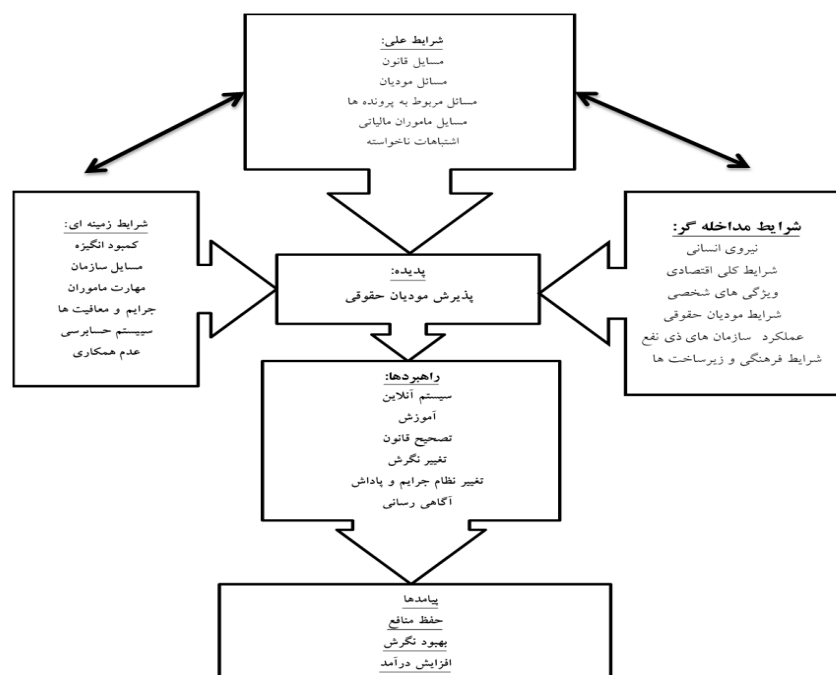 شرایط علی:
مسایل قانون
مسائل مودیان
مسائل مربوط به پرونده ها
مسایل ماموران مالیاتی
اشتباهات ناخواسته
شرایط مداخله گر:
نیروی انسانی
شرایط کلی اقتصادی
ویژگی های شخصی
شرایط مودیان حقوقی
عملکرد سازمان های ذی نفع
شرایط فرهنگی و زیرساخت ها
شرایط زمینه ای:
کمبود انگیزه
مسایل سازمان
مهارت ماموران
جرایم و معافیت ها
سییستم حسابرسی
عدم همکاری
پدیده:
پذیرش مودیان حقوقی
راهبردها:
سیستم آنلاین
آموزش
تصحیح قانون
تغییر نگرش
تغییر نظام جرایم و پاداش
آگاهی رسانی
پیامدها
حفظ منافع
بهبود نگرش
افزایش درآمد